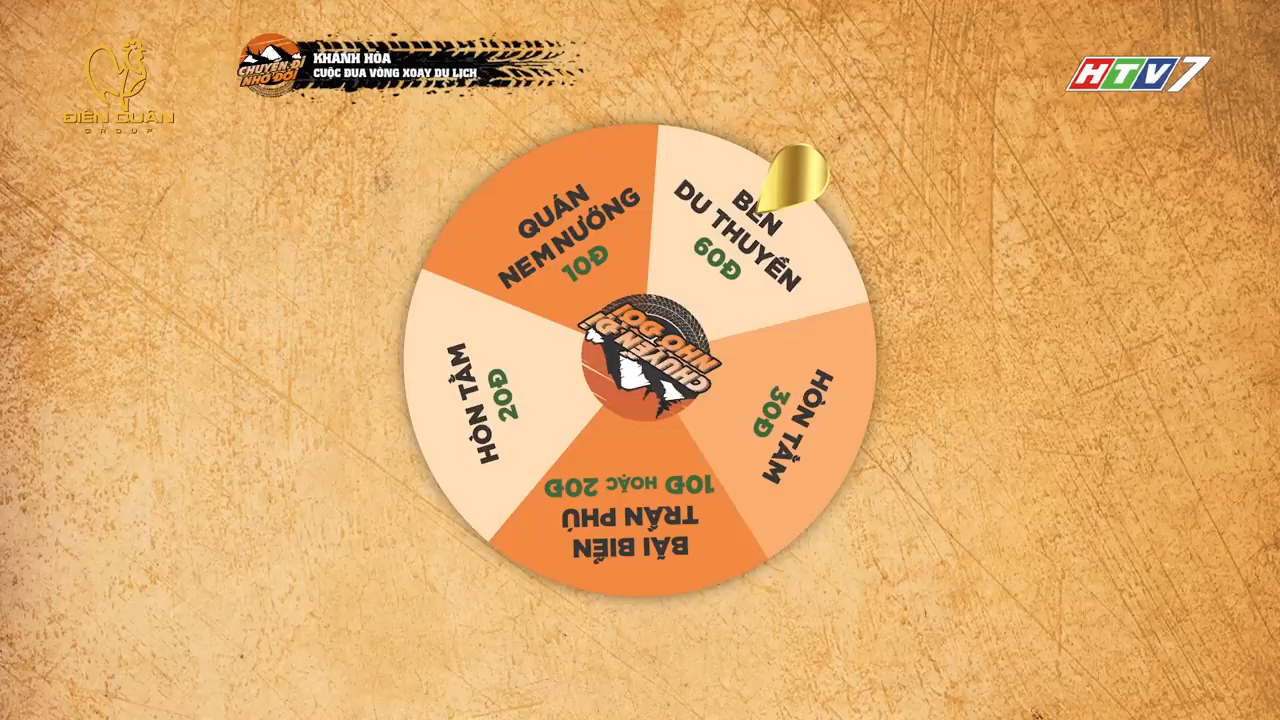 ĐIỀN QUÂN
GROUP
CHUYẾN ĐI
NHỚ ĐỜI
KHÁNH HÒA
CUỘC ĐUA VÒNG XOAY DU LỊCH
HTV7
QUÁN
NEM NƯỚNG
10Đ
BẾN
DU THUYỀN
60Đ
HÒN TẰM
20Đ
CHUYẾN ĐI
NHỚ ĐỜI
HÒN TẰM
30Đ
BÃI BIỂN
TRẦN PHÚ
10Đ HOẶC 20Đ